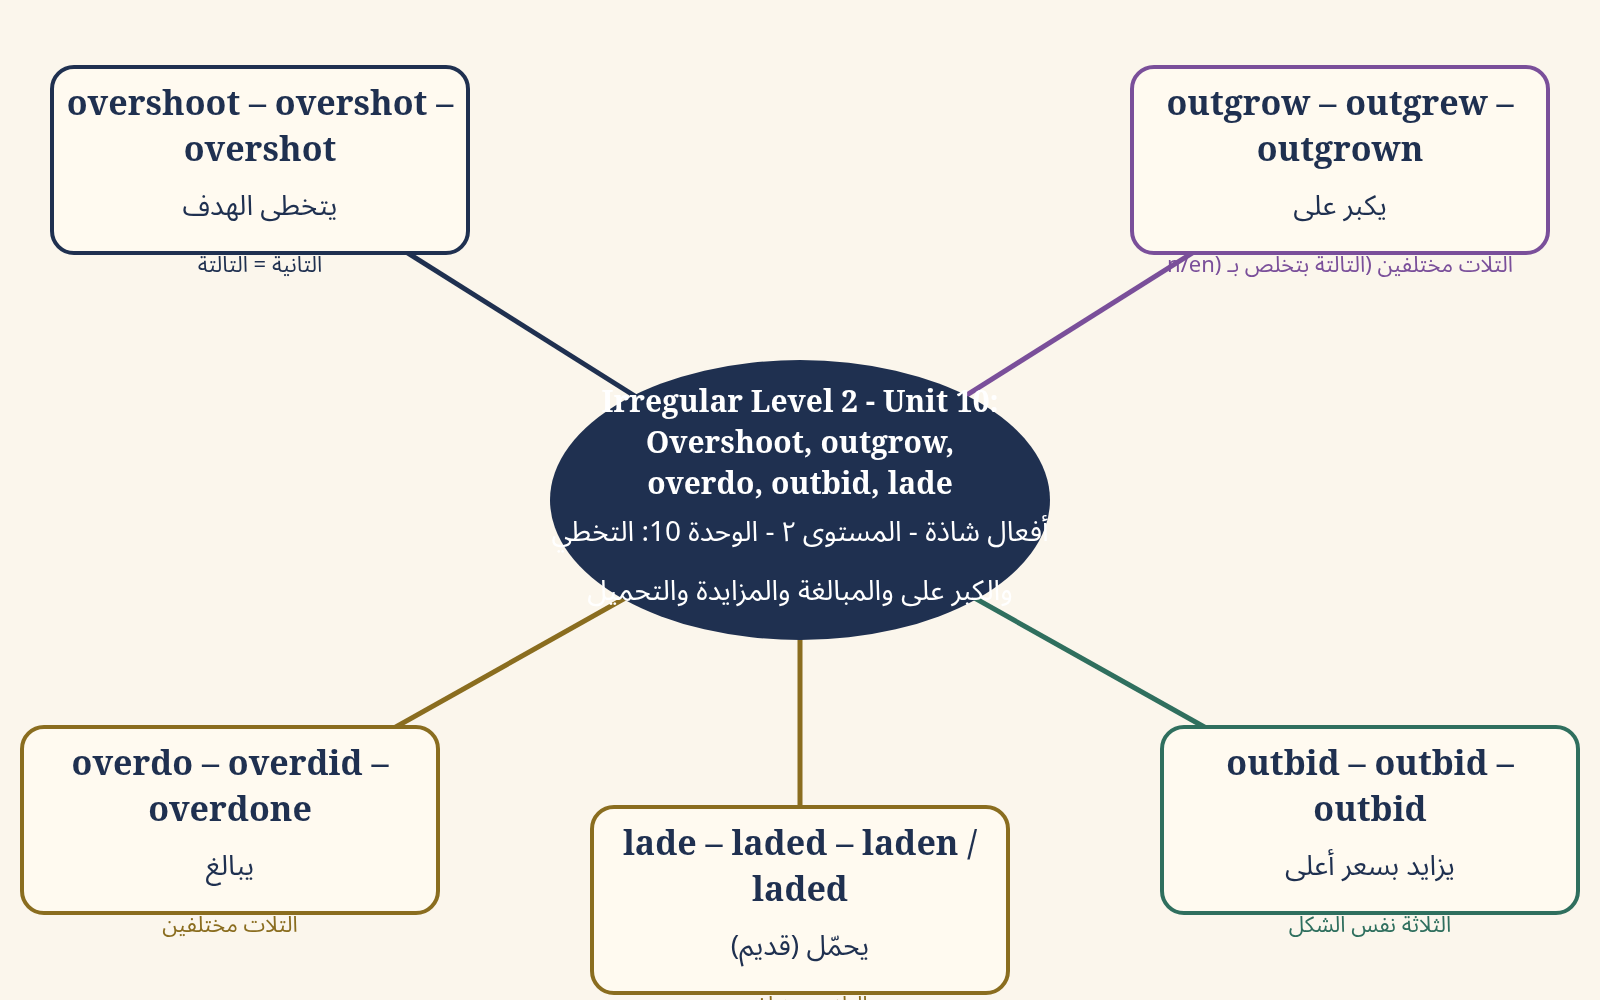 overshoot – overshot –
overshot
يتخطى الهدف
التانية = التالتة
outgrow – outgrew –
outgrown
يكبر على
التلات مختلفين (التالتة بتخلص بـ n/en)
Irregular Level 2 - Unit 10:
Overshoot, outgrow,
overdo, outbid, lade
أفعال شاذة - المستوى ٢ - الوحدة 10: التخطي
والكبر على والمبالغة والمزايدة والتحميل
overdo – overdid –
overdone
يبالغ
التلات مختلفين
lade – laded – laden /
laded
يحمّل (قديم)
outbid – outbid –
outbid
يزايد بسعر أعلى
الثلاثة نفس الشكل